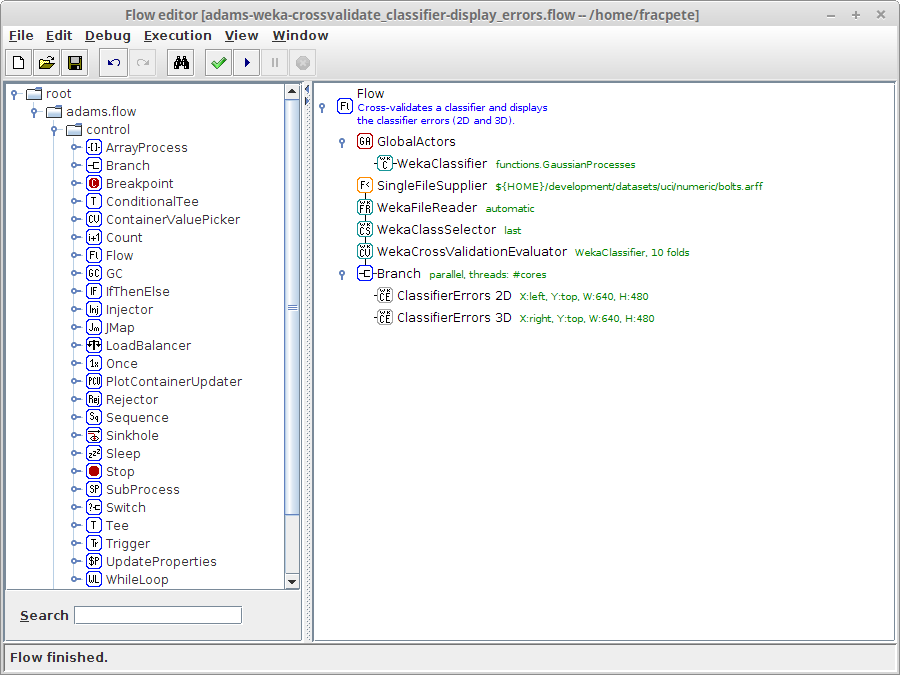 Flow editor [adams-weka-crossvalidate_classifier-display_errors.flow -- /home/fracpete]
File Edit Debug Execution View Window
root
adams.flow
control
ArrayProcess
Branch
Breakpoint
ConditionalTee
ContainerValuePicker
Count
Flow
GC
IfThenElse
Injector
JMap
LoadBalancer
Once
PlotContainerUpdater
Rejector
Sequence
Sinkhole
Sleep
Stop
SubProcess
Switch
Tee
Trigger
UpdateProperties
WhileLoop
Search
Flow
Cross-validates a classifier and displays
the classifier errors (2D and 3D).
GlobalActors
WekaClassifier functions.GaussianProcesses
SingleFileSupplier ${HOME}/development/datasets/uci/numeric/bolts.arff
WekaFileReader automatic
WekaClassSelector last
WekaCrossValidationEvaluator WekaClassifier, 10 folds
Branch parallel, threads: #cores
ClassifierErrors 2D X:left, Y:top, W:640, H:480
ClassifierErrors 3D X:right, Y:top, W:640, H:480
Flow finished.